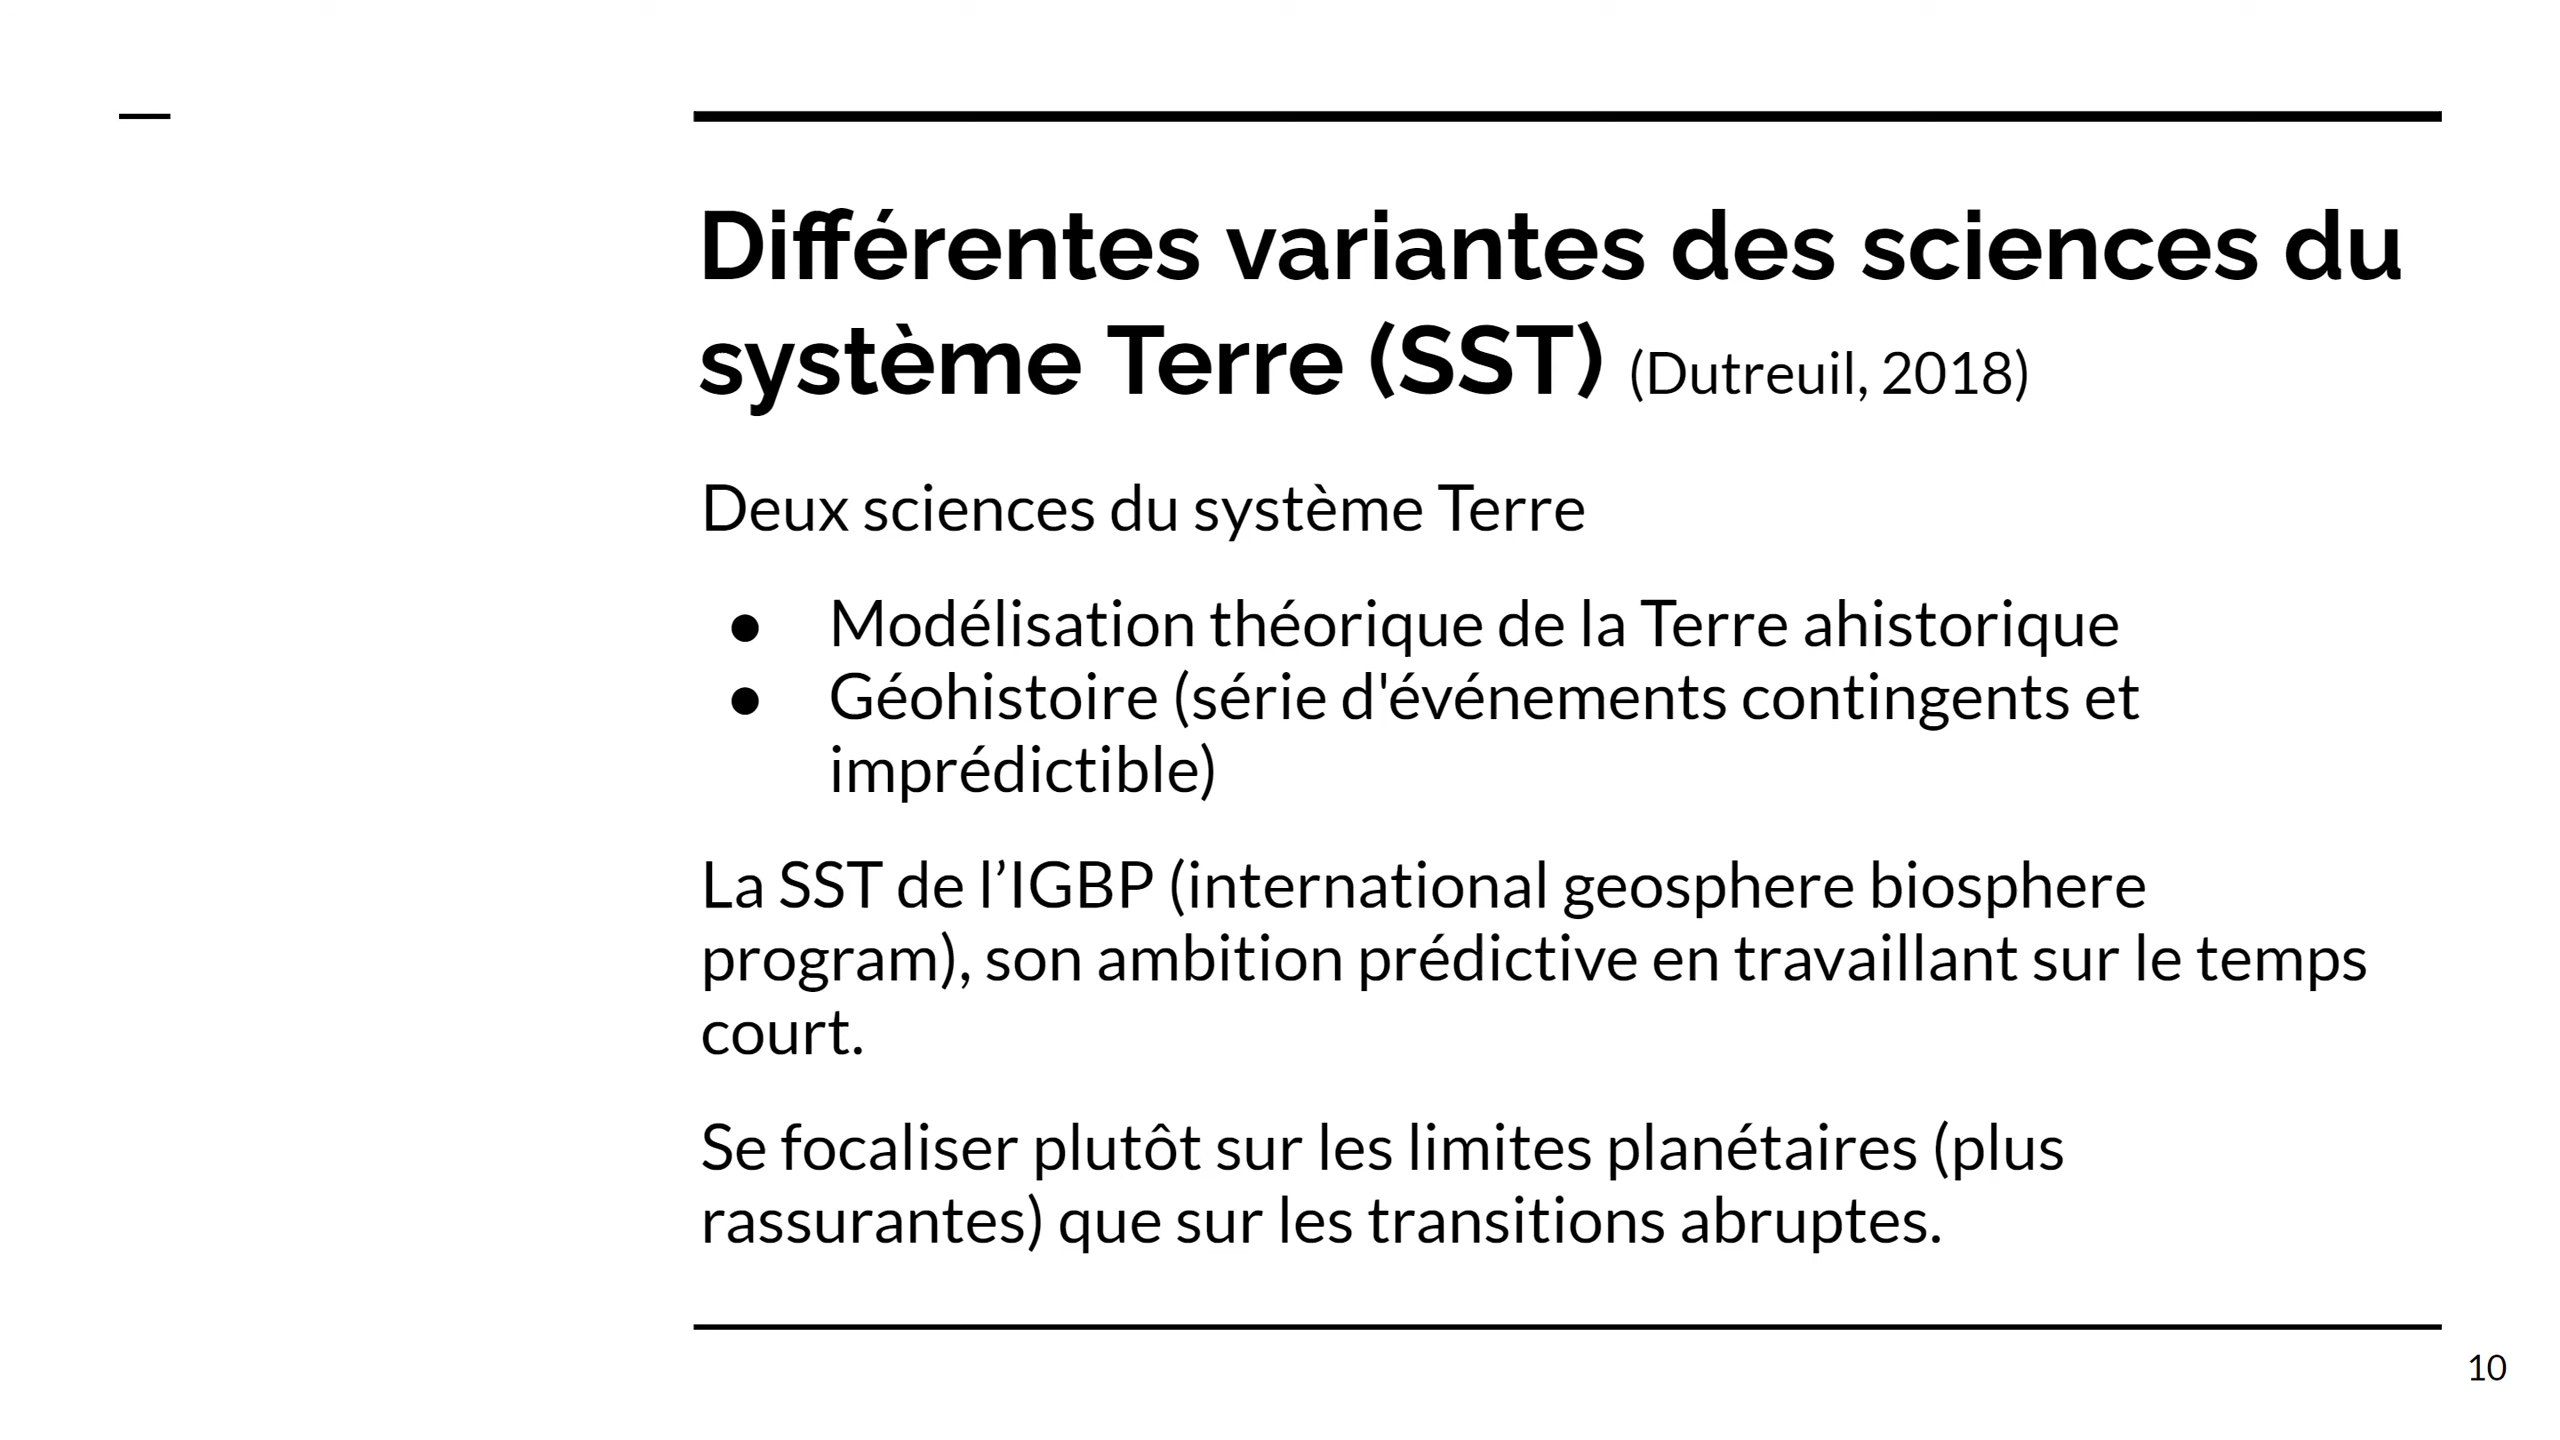 Différentes variantes des sciences du
système Terre (SST) (Dutreuil, 2018)
Deux sciences du système Terre
● Modélisation théorique de la Terre ahistorique
● Géohistoire (série d'événements contingents et
imprédictible)
La SST de l’IGBP (international geosphere biosphere
program), son ambition prédictive en travaillant sur le temps
court.
Se focaliser plutôt sur les limites planétaires (plus
rassurantes) que sur les transitions abruptes.
10